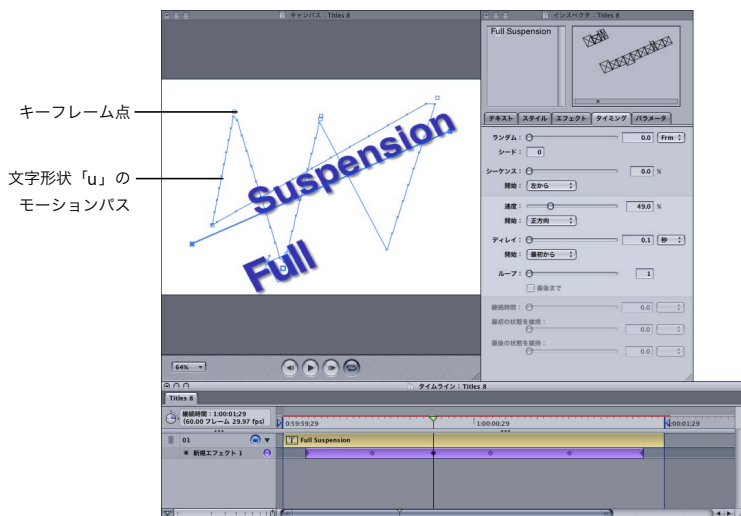 キャンバス：Titles 8
インスペクタ：Titles 8
Full Suspension
キーフレーム点
文字形状「u」の
モーションパス
Suspension
Full
テキスト スタイル エフェクト タイミング パラメータ
ランダム： 0.0 Frm
シード： 0
シーケンス： 0.0 %
開始： 左から
速度： 49.0 %
開始： 正方向
ディレイ： 0.1 秒
開始： 最初から
ループ： 1
最後まで
継続時間： 0.0
最初の状態を維持：
0.0
最後の状態を維持：
0.0
64%
タイムライン：Titles 8
Titles 8
継続時間：1:00:01;29
(60.00 フレーム 29.97 fps)
0:59:59;29 1:00:00;29 1:00:01;29
01 T Full Suspension
新規エフェクト 1